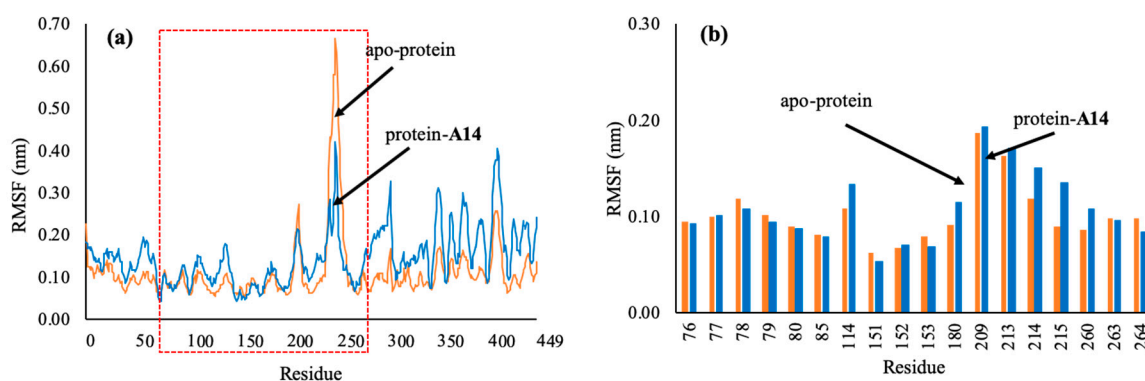 (a)
0.70
0.60
0.50
0.40
0.30
0.20
0.10
0.00
RMSF (nm)
apo-protein
protein-A14
0 50 100 150 200 250 300 350 400 449
Residue
(b)
0.30
0.20
0.10
0.00
RMSF (nm)
apo-protein
protein-A14
76 77 78 79 80 85 114 151 152 153 180 209 213 214 215 260 263 264
Residue